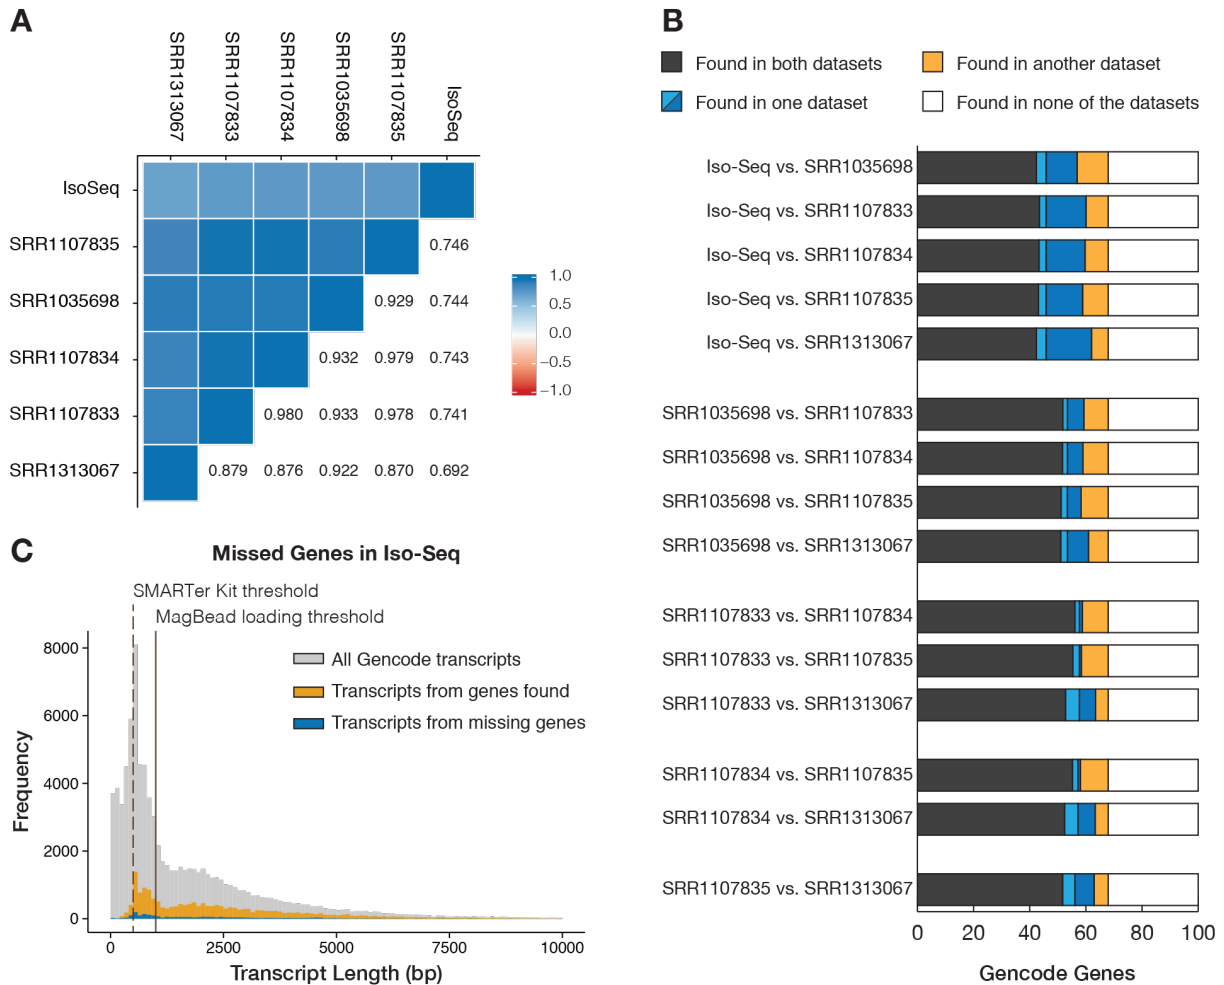 A
SRR1313067
SRR1107833
SRR1107834
SRR1035698
SRR1107835
IsoSeq
IsoSeq
SRR1107835 0.746
SRR1035698 0.929 0.744
SRR1107834 0.932 0.979 0.743
SRR1107833 0.980 0.933 0.978 0.741
SRR1313067 0.879 0.876 0.922 0.870 0.692
1.0
0.5
0.0
−0.5
−1.0
B
Found in both datasets
Found in another dataset
Found in one dataset
Found in none of the datasets
Iso-Seq vs. SRR1035698
Iso-Seq vs. SRR1107833
Iso-Seq vs. SRR1107834
Iso-Seq vs. SRR1107835
Iso-Seq vs. SRR1313067
SRR1035698 vs. SRR1107833
SRR1035698 vs. SRR1107834
SRR1035698 vs. SRR1107835
SRR1035698 vs. SRR1313067
SRR1107833 vs. SRR1107834
SRR1107833 vs. SRR1107835
SRR1107833 vs. SRR1313067
SRR1107834 vs. SRR1107835
SRR1107834 vs. SRR1313067
SRR1107835 vs. SRR1313067
0 20 40 60 80 100
Gencode Genes
C
Missed Genes in Iso-Seq
SMARTer Kit threshold
MagBead loading threshold
All Gencode transcripts
Transcripts from genes found
Transcripts from missing genes
Frequency
8000
6000
4000
2000
0
0 2500 5000 7500 10000
Transcript Length (bp)